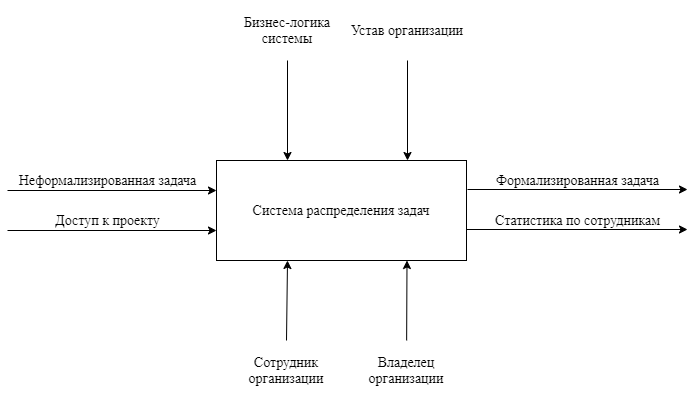 Бизнес-логика
системы
Устав организации
Неформализированная задача
Формализированная задача
Доступ к проекту
Система распределения задач
Статистика по сотрудникам
Сотрудник
организации
Владелец
организации